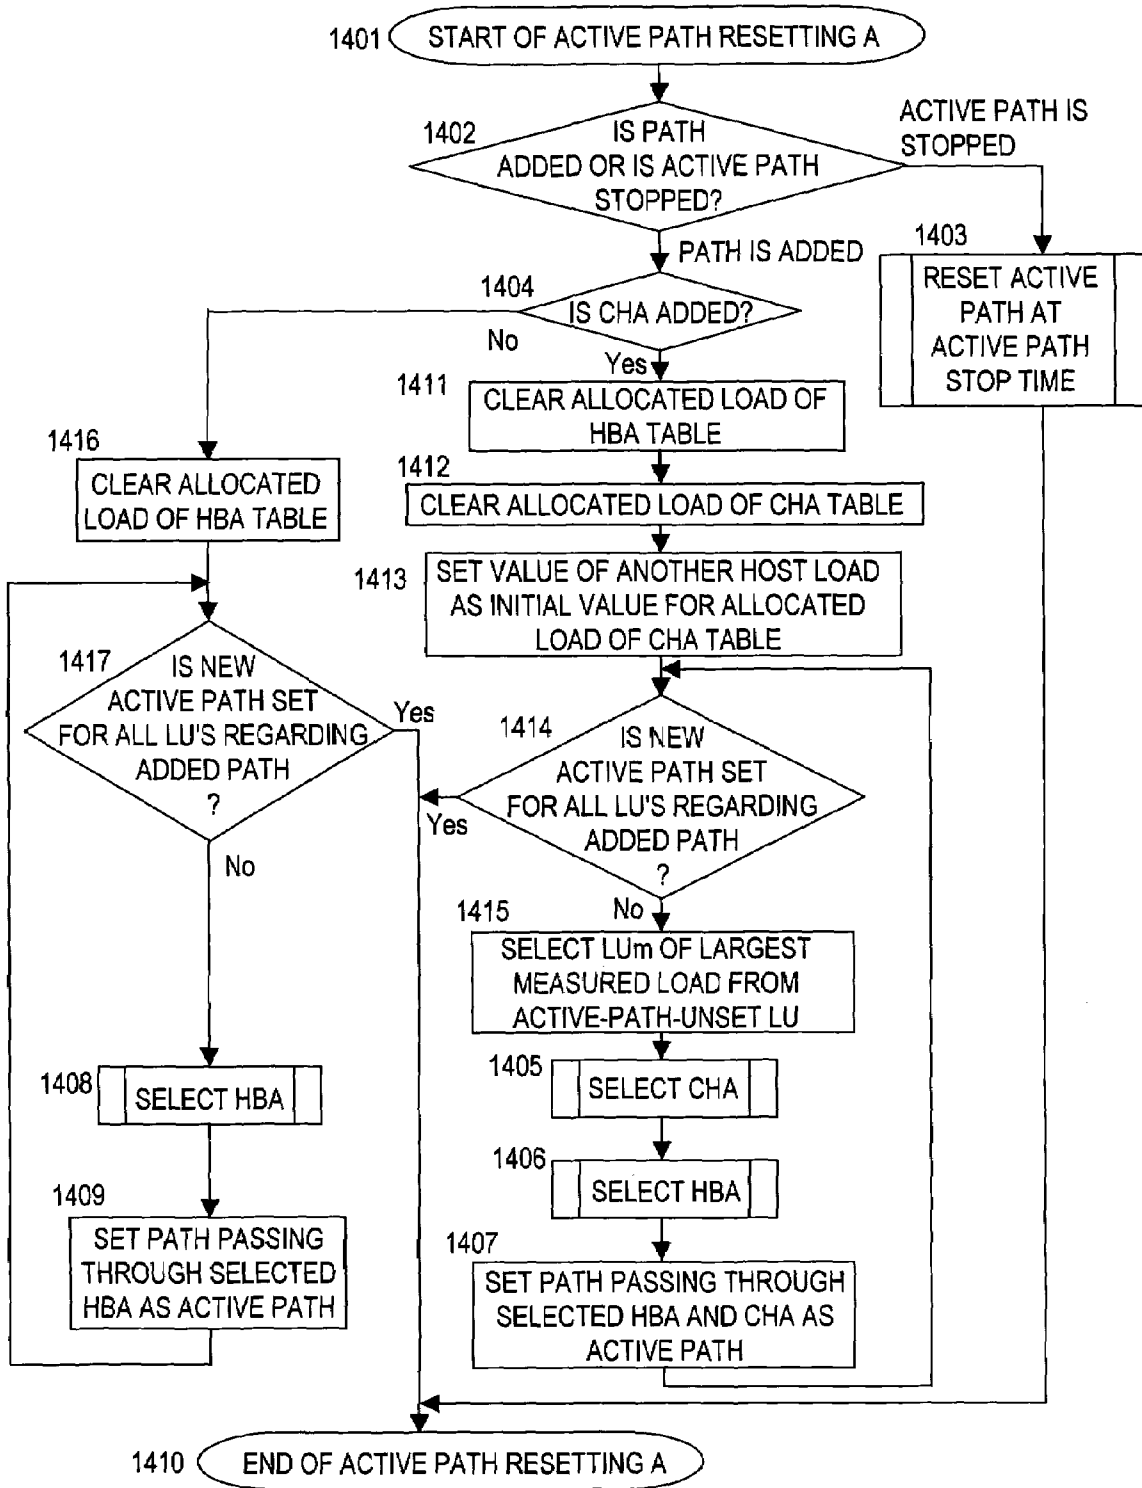 1401
START OF ACTIVE PATH RESETTING A
1402
IS PATH
ADDED OR IS ACTIVE PATH
STOPPED?
ACTIVE PATH IS
STOPPED
PATH IS ADDED
1403
RESET ACTIVE
PATH AT
ACTIVE PATH
STOP TIME
1404
IS CHA ADDED?
No
Yes
1411
CLEAR ALLOCATED LOAD OF
HBA TABLE
1416
CLEAR ALLOCATED
LOAD OF HBA TABLE
1412
CLEAR ALLOCATED LOAD OF CHA TABLE
1413
SET VALUE OF ANOTHER HOST LOAD
AS INITIAL VALUE FOR ALLOCATED
LOAD OF CHA TABLE
1417
IS NEW
ACTIVE PATH SET
FOR ALL LU'S REGARDING
ADDED PATH
?
Yes
No
1414
IS NEW
ACTIVE PATH SET
FOR ALL LU'S REGARDING
ADDED PATH
?
Yes
No
1415
SELECT LUm OF LARGEST
MEASURED LOAD FROM
ACTIVE-PATH-UNSET LU
1408
SELECT HBA
1405
SELECT CHA
1406
SELECT HBA
1409
SET PATH PASSING
THROUGH SELECTED
HBA AS ACTIVE PATH
1407
SET PATH PASSING THROUGH
SELECTED HBA AND CHA AS
ACTIVE PATH
1410
END OF ACTIVE PATH RESETTING A